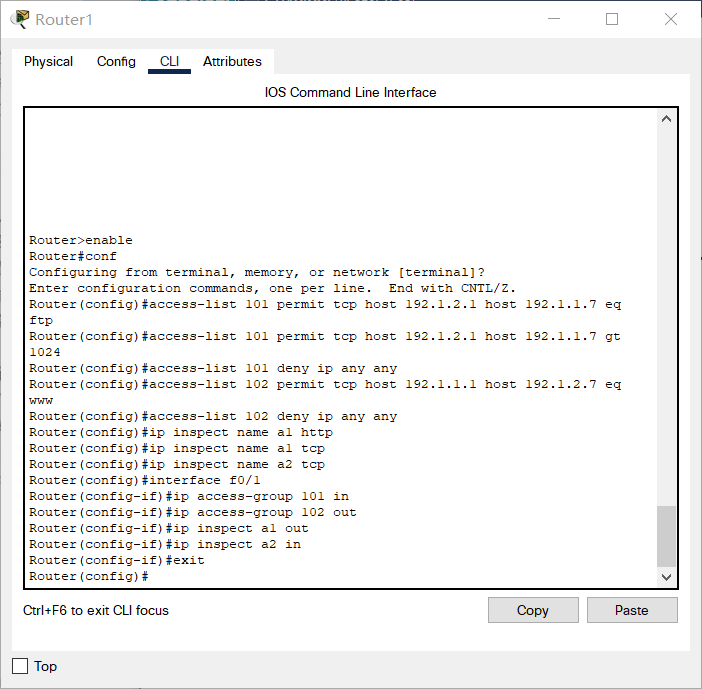 Router1
Physical Config CLI Attributes
IOS Command Line Interface
Router>enable
Router#conf
Configuring from terminal, memory, or network [terminal]?
Enter configuration commands, one per line.  End with CNTL/Z.
Router(config)#access-list 101 permit tcp host 192.1.2.1 host 192.1.1.7 eq
ftp
Router(config)#access-list 101 permit tcp host 192.1.2.1 host 192.1.1.7 gt
1024
Router(config)#access-list 101 deny ip any any
Router(config)#access-list 102 permit tcp host 192.1.1.1 host 192.1.2.7 eq
www
Router(config)#access-list 102 deny ip any any
Router(config)#ip inspect name a1 http
Router(config)#ip inspect name a1 tcp
Router(config)#ip inspect name a2 tcp
Router(config)#interface f0/1
Router(config-if)#ip access-group 101 in
Router(config-if)#ip access-group 102 out
Router(config-if)#ip inspect a1 out
Router(config-if)#ip inspect a2 in
Router(config-if)#exit
Router(config)#
Ctrl+F6 to exit CLI focus
Copy
Paste
Top